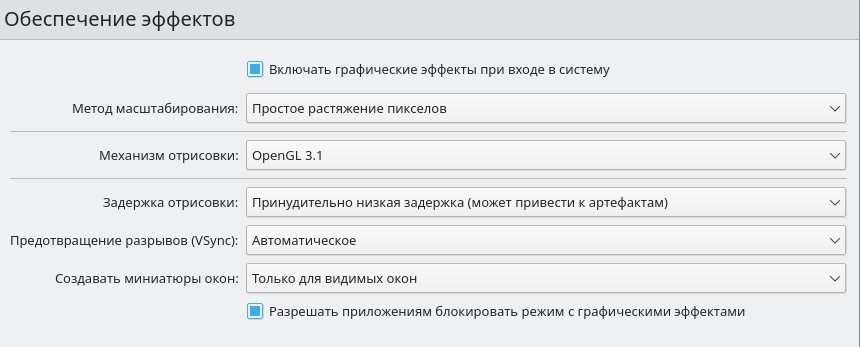 Обеспечение эффектов
Включать графические эффекты при входе в систему
Метод масштабирования: Простое растяжение пикселов
Механизм отрисовки: OpenGL 3.1
Задержка отрисовки: Принудительно низкая задержка (может привести к артефактам)
Предотвращение разрывов (VSync): Автоматическое
Создавать миниатюры окон: Только для видимых окон
Разрешать приложениям блокировать режим с графическими эффектами